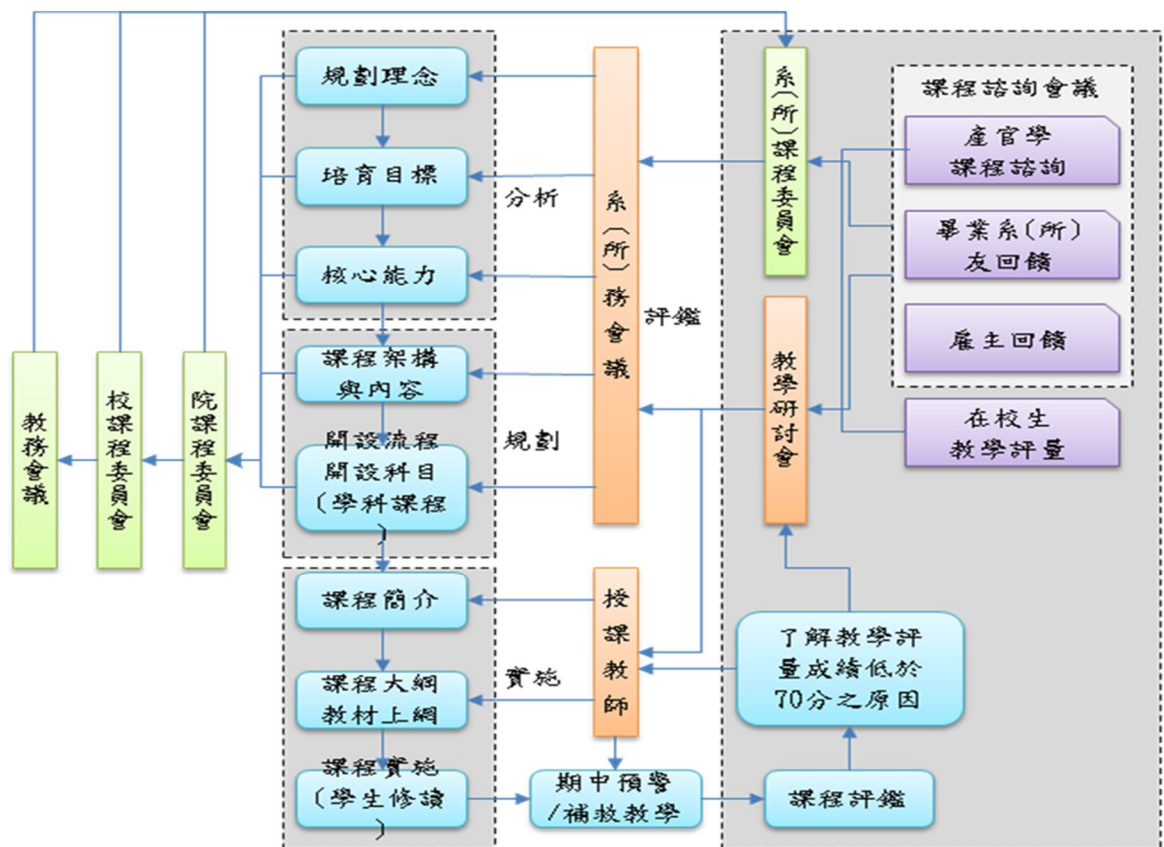 規劃理念
培育目標
核心能力
分析
課程架構
與內容
開設流程
開設科目
(學科課程
)
規劃
課程簡介
課程大綱
教材上網
課程實施
(學生修讀
)
實施
教務會議
校課程委員會
院課程委員會
系(所)務會議
評鑑
授課教師
期中預警
/補救教學
系(所)課程委員會
教學研討會
課程諮詢會議
產官學
課程諮詢
畢業系(所)
友回饋
雇主回饋
在校生
教學評量
了解教學評
量成績低於
70分之原因
課程評鑑